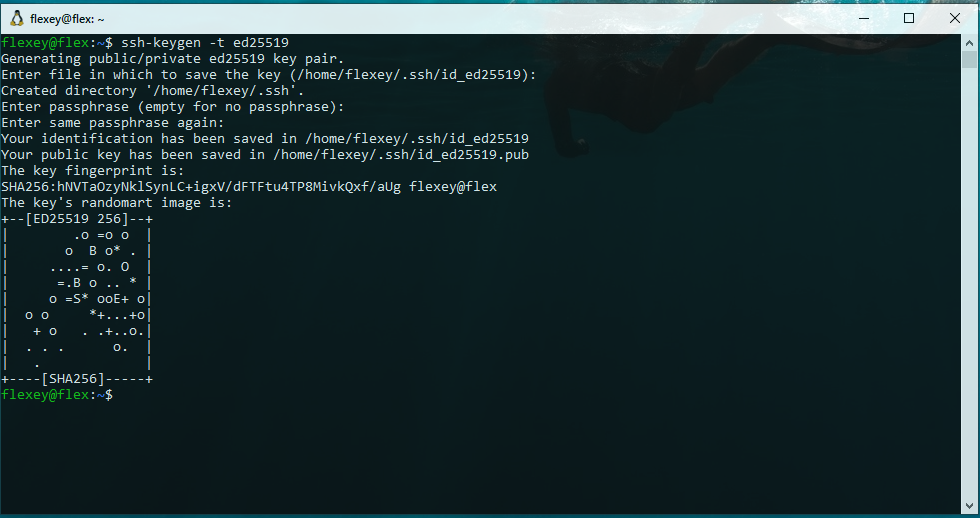 flexey@flex: ~
flexey@flex:~$ ssh-keygen -t ed25519
Generating public/private ed25519 key pair.
Enter file in which to save the key (/home/flexey/.ssh/id_ed25519):
Created directory '/home/flexey/.ssh'.
Enter passphrase (empty for no passphrase):
Enter same passphrase again:
Your identification has been saved in /home/flexey/.ssh/id_ed25519
Your public key has been saved in /home/flexey/.ssh/id_ed25519.pub
The key fingerprint is:
SHA256:hNVTaOzyNklSynLC+igxV/dFTFtu4TP8MivkQxf/aUg flexey@flex
The key's randomart image is:
+--[ED25519 256]--+
|        .o =o o  |
|       o  B o* . |
|     ....= o. O  |
|      =.B o .. * |
|     o =S* ooE+ o|
|  o o     *+...+o|
|   + o   . .+..o.|
|  . . .      o.  |
|   .             |
+----[SHA256]-----+
flexey@flex:~$